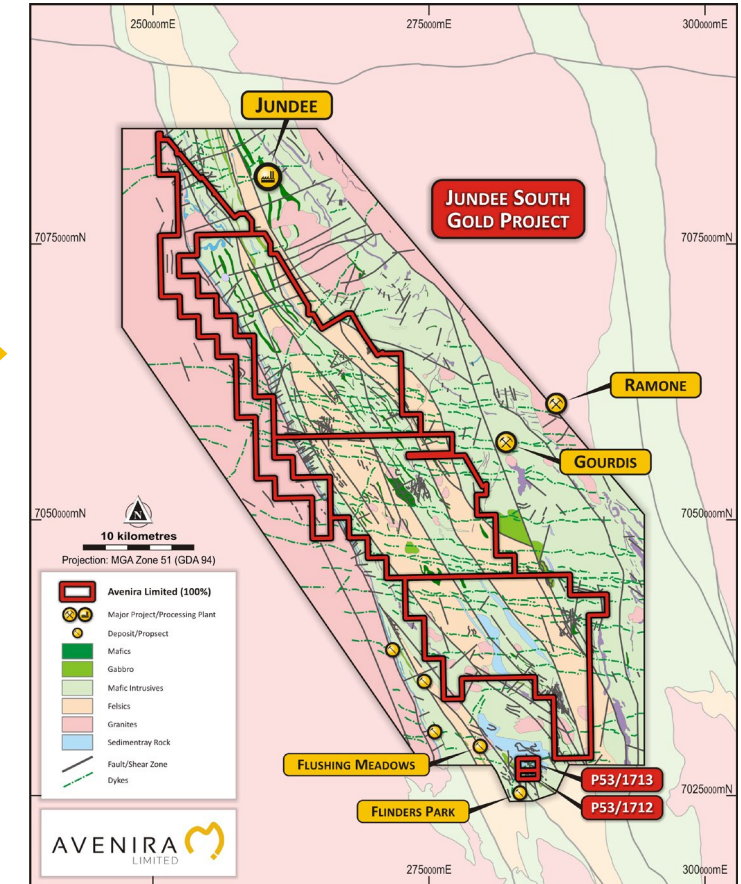 250000mE
275000mE
300000mE
JUNDEE
JUNDEE SOUTH
GOLD PROJECT
7075000mN
7075000mN
RAMONE
GOURDIS
7050000mN
7050000mN
N
10 kilometres
Projection: MGA Zone 51 (GDA 94)
Avenira Limited (100%)
Major Project/Processing Plant
Deposit/Propsect
Mafics
Gabbro
Mafic Intrusives
Felsics
Granites
Sedimentray Rock
Fault/Shear Zone
Dykes
FLUSHING MEADOWS
FLINDERS PARK
P53/1713
P53/1712
7025000mN
AVENIRA
LIMITED
275000mE
300000mE